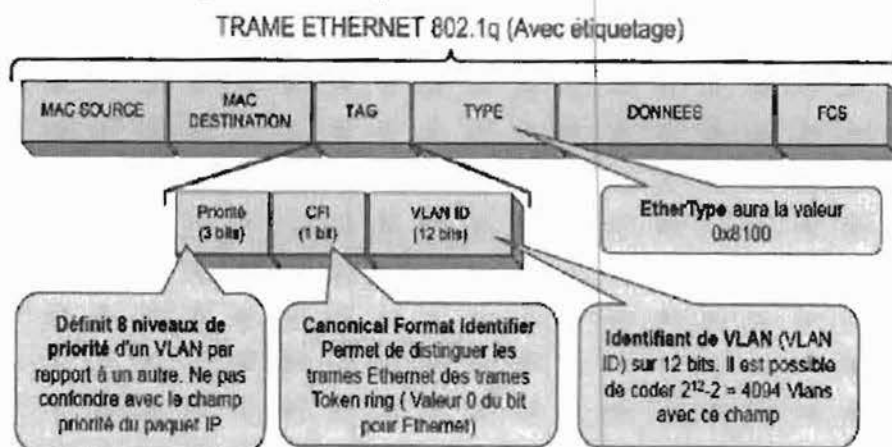 TRAME ETHERNET 802.1q (Avec étiquetage)
MAC SOURCE
MAC
DESTINATION
TAG
TYPE
DONNEES
FCS
Priorité
(3 bits)
CFI
(1 bit)
VLAN ID
(12 bits)
EtherType aura la valeur
0x8100
Définit 8 niveaux de
priorité d'un VLAN par
rapport à un autre. Ne pas
confondre avec le champ
priorité du paquet IP
Canonical Format Identifier
Permet de distinguer les
trames Ethernet des trames
Token ring ( Valeur 0 du bit
pour Ethernet)
Identifiant de VLAN (VLAN
ID) sur 12 bits. Il est possible
de coder 2¹²-2 = 4094 Vlans
avec ce champ